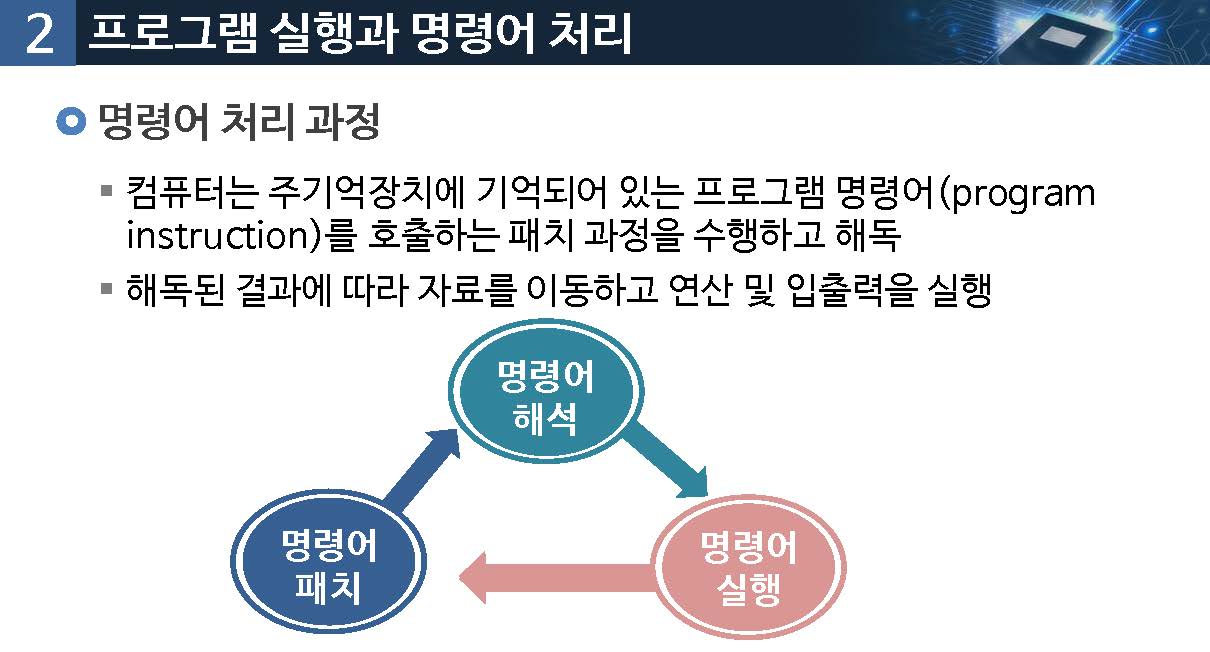 2 프로그램 실행과 명령어 처리
명령어 처리 과정
컴퓨터는 주기억장치에 기억되어 있는 프로그램 명령어(program
instruction)를 호출하는 패치 과정을 수행하고 해독
해독된 결과에 따라 자료를 이동하고 연산 및 입출력을 실행
명령어
해석
명령어
패치
명령어
실행